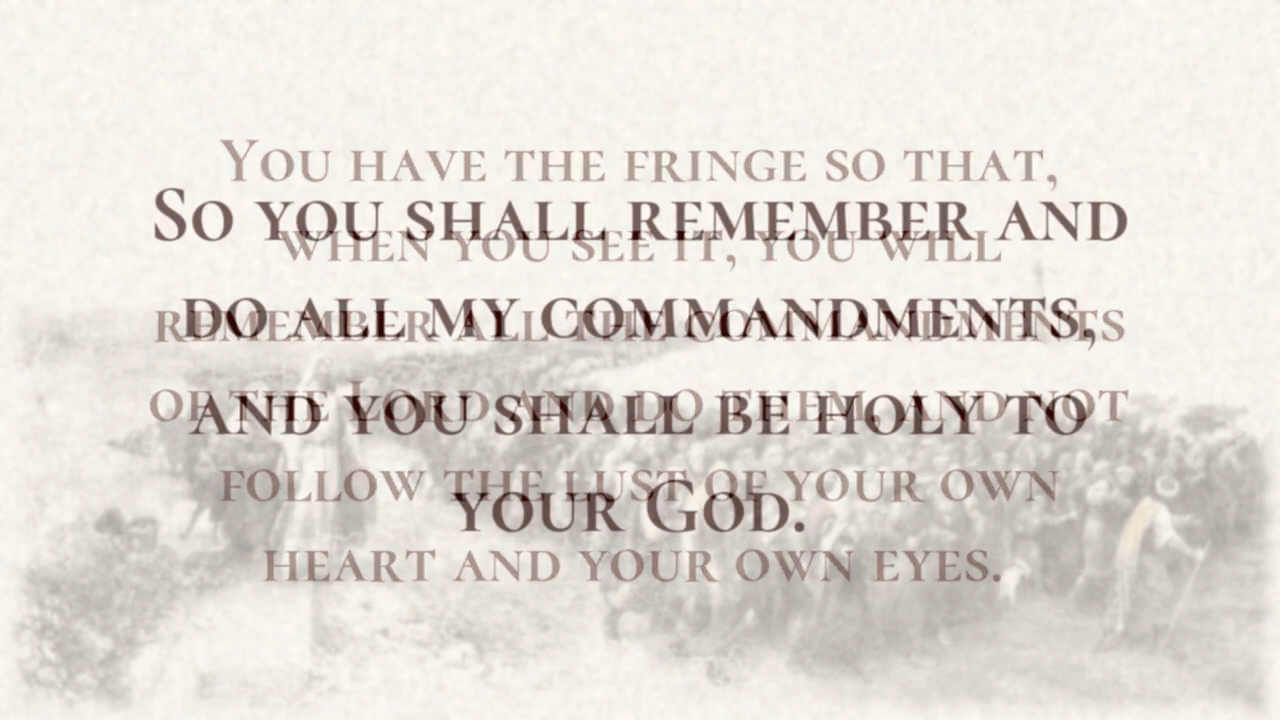 You have the fringe so that,
when you see it, you will
remember all the commandments
of the Lord and do them, and not
follow the lust of your own
heart and your own eyes.
So you shall remember and
do all my commandments,
and you shall be holy to
your God.